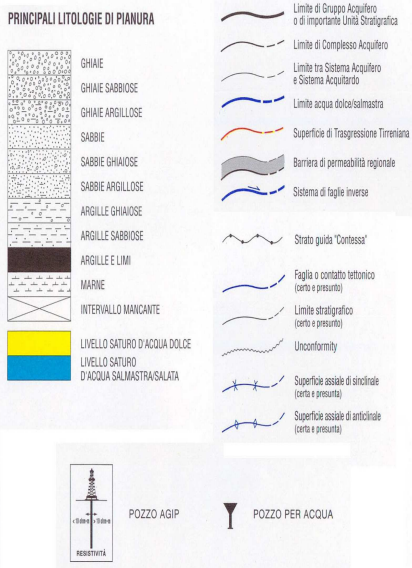 PRINCIPALI LITOLOGIE DI PIANURA
GHIAIE
GHIAIE SABBIOSE
GHIAIE ARGILLOSE
SABBIE
SABBIE GHIAIOSE
SABBIE ARGILLOSE
ARGILLE GHIAIOSE
ARGILLE SABBIOSE
ARGILLE E LIMI
MARNE
INTERVALLO MANCANTE
LIVELLO SATURO D'ACQUA DOLCE
LIVELLO SATURO
D'ACQUA SALMASTRA/SALATA
Limite di Gruppo Acquifero
o di importante Unità Stratigrafica
Limite di Complesso Acquifero
Limite tra Sistema Acquifero
e Sistema Acquitardo
Limite acqua dolce/salmastra
Superficie di Trasgressione Tirreniana
Barriera di permeabilità regionale
Sistema di faglie inverse
Strato guida "Contessa"
Faglia o contatto tettonico
(certo e presunto)
Limite stratigrafico
(certo e presunto)
Unconformity
Superficie assiale di sinclinale
(certa e presunta)
Superficie assiale di anticlinale
(certa e presunta)
RESISTIVITÀ
POZZO AGIP
POZZO PER ACQUA